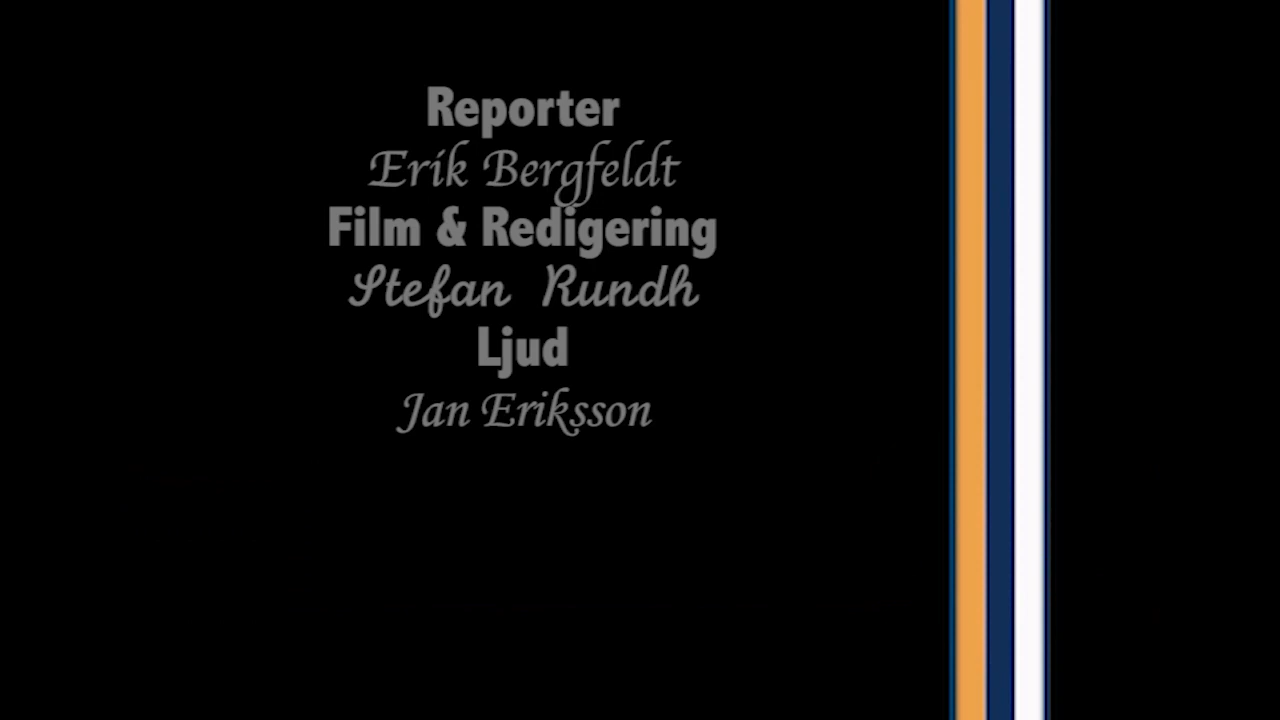 Reporter
Erik Bergfeldt
Film & Redigering
Stefan Rundh
Ljud
Jan Eriksson